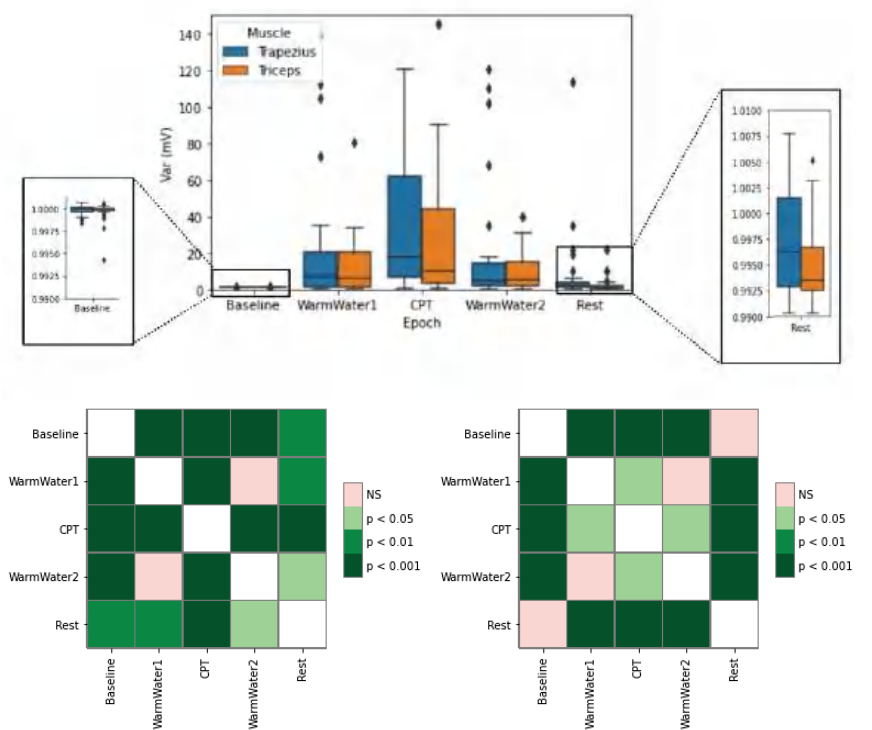 140
120
100
80
60
40
20
0
Var (mV)
Muscle
Trapezius
Triceps
Baseline
WarmWater1
CPT
WarmWater2
Rest
Epoch
1.0000
0.9975
0.9950
0.9925
0.9900
Baseline
1.0100
1.0075
1.0050
1.0025
1.0000
0.9975
0.9950
0.9925
0.9900
Rest
Baseline
WarmWater1
CPT
WarmWater2
Rest
Baseline
WarmWater1
CPT
WarmWater2
Rest
NS
p < 0.05
p < 0.01
p < 0.001
Baseline
WarmWater1
CPT
WarmWater2
Rest
Baseline
WarmWater1
CPT
WarmWater2
Rest
NS
p < 0.05
p < 0.01
p < 0.001